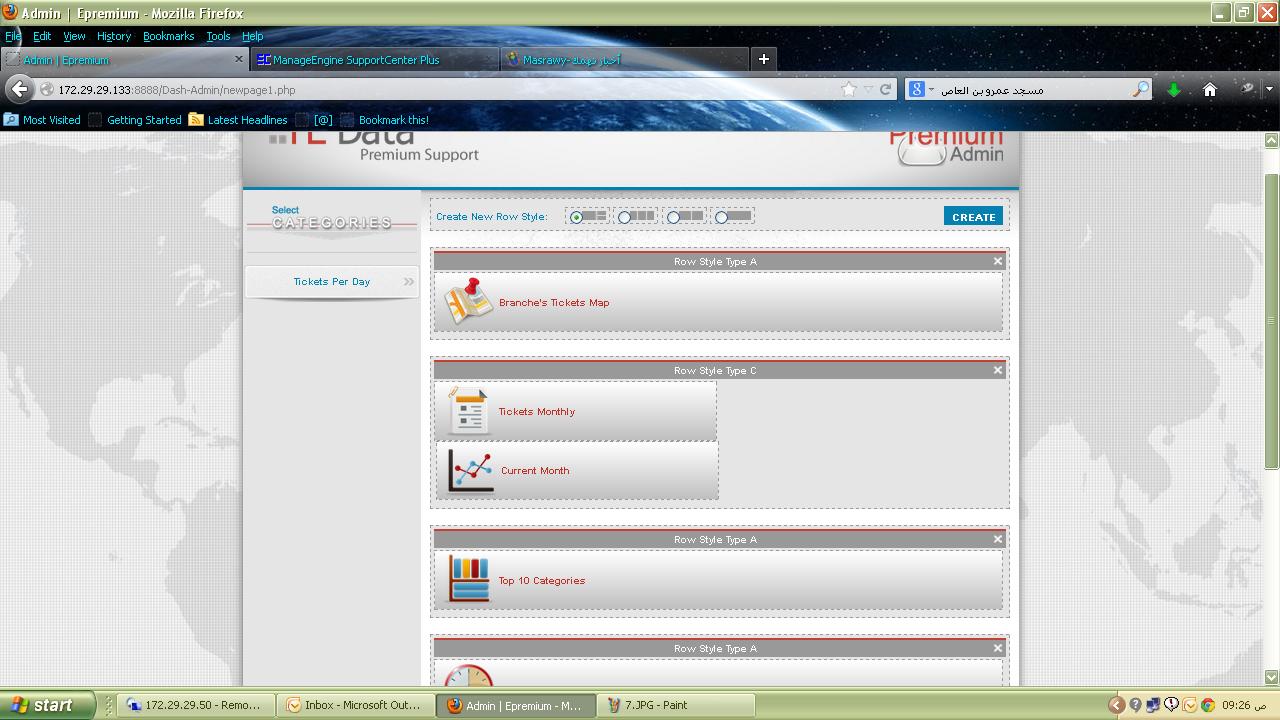 Admin | Epremium - Mozilla Firefox
File Edit View History Bookmarks Tools Help
Admin | Epremium
ManageEngine SupportCenter Plus
Masrawy-أخبار تهمك
172.29.29.133:8088/Dash-Admin/newpage1.php
مسجد عمرو بن العاص
Most Visited Getting Started Latest Headlines [@] Bookmark this!
TE Data
Premium Support
Premium
Admin
Select
CATEGORIES
Tickets Per Day
Create New Row Style:
CREATE
Row Style Type A
Branche's Tickets Map
Row Style Type C
Tickets Monthly
Current Month
Row Style Type A
Top 10 Categories
Row Style Type A
start
172.29.29.50 - Remo...
Inbox - Microsoft Out...
Admin | Epremium - M...
7.JPG - Paint
09:26 ص